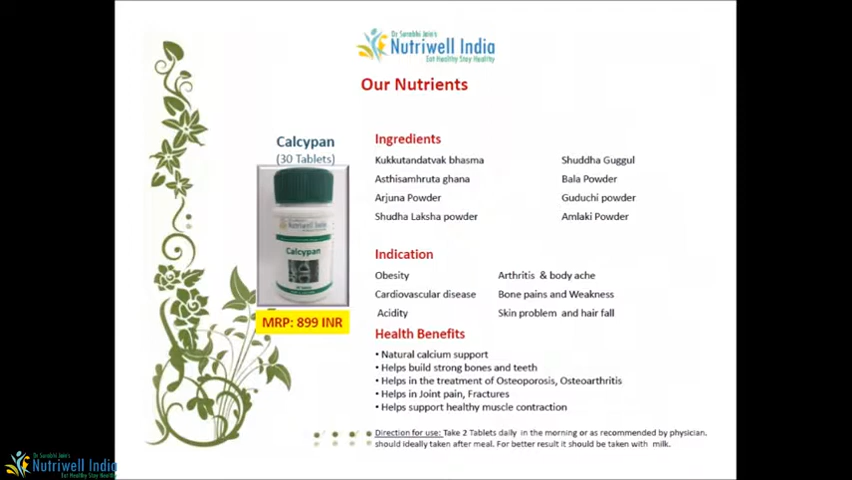 Dr Surabhi Jain's
Nutriwell India
Eat Healthy Stay Healthy
Our Nutrients
Calcypan
(30 Tablets)
Nutriwell India
Calcypan
MRP: 899 INR
Ingredients
Kukkutandatvak bhasma Shuddha Guggul
Asthisamhruta ghana Bala Powder
Arjuna Powder Guduchi powder
Shudha Laksha powder Amlaki Powder
Indication
Obesity Arthritis & body ache
Cardiovascular disease Bone pains and Weakness
Acidity Skin problem and hair fall
Health Benefits
• Natural calcium support
• Helps build strong bones and teeth
• Helps in the treatment of Osteoporosis, Osteoarthritis
• Helps in Joint pain, Fractures
• Helps support healthy muscle contraction
Direction for use: Take 2 Tablets daily in the morning or as recommended by physician.
should ideally taken after meal. For better result it should be taken with milk.
Dr Surabhi Jain's
Nutriwell India
Eat Healthy Stay Healthy